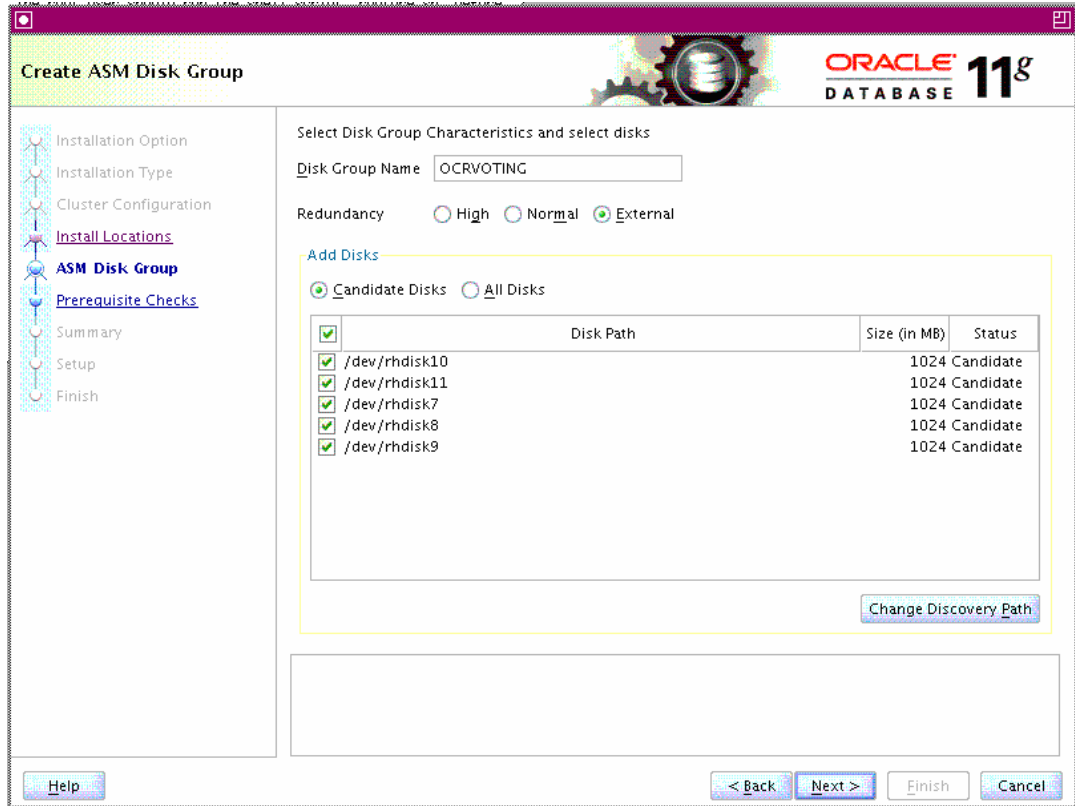 Create ASM Disk Group
ORACLE 11g
DATABASE
Installation Option
Installation Type
Cluster Configuration
Install Locations
ASM Disk Group
Prerequisite Checks
Summary
Setup
Finish
Select Disk Group Characteristics and select disks
Disk Group Name OCRVOTING
Redundancy High Normal External
Add Disks
Candidate Disks All Disks
Disk Path Size (in MB) Status
/dev/rhdisk10 1024 Candidate
/dev/rhdisk11 1024 Candidate
/dev/rhdisk7 1024 Candidate
/dev/rhdisk8 1024 Candidate
/dev/rhdisk9 1024 Candidate
Change Discovery Path
Help < Back Next > Finish Cancel